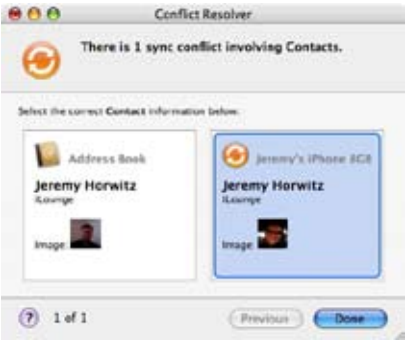 Conflict Resolver
There is 1 sync conflict involving Contacts.
Select the correct Contact information below.
Address Book
Jeremy Horwitz
iLounge
Image
Jeremy's iPhone 8GB
Jeremy Horwitz
iLounge
Image
? 1 of 1
Previous
Done